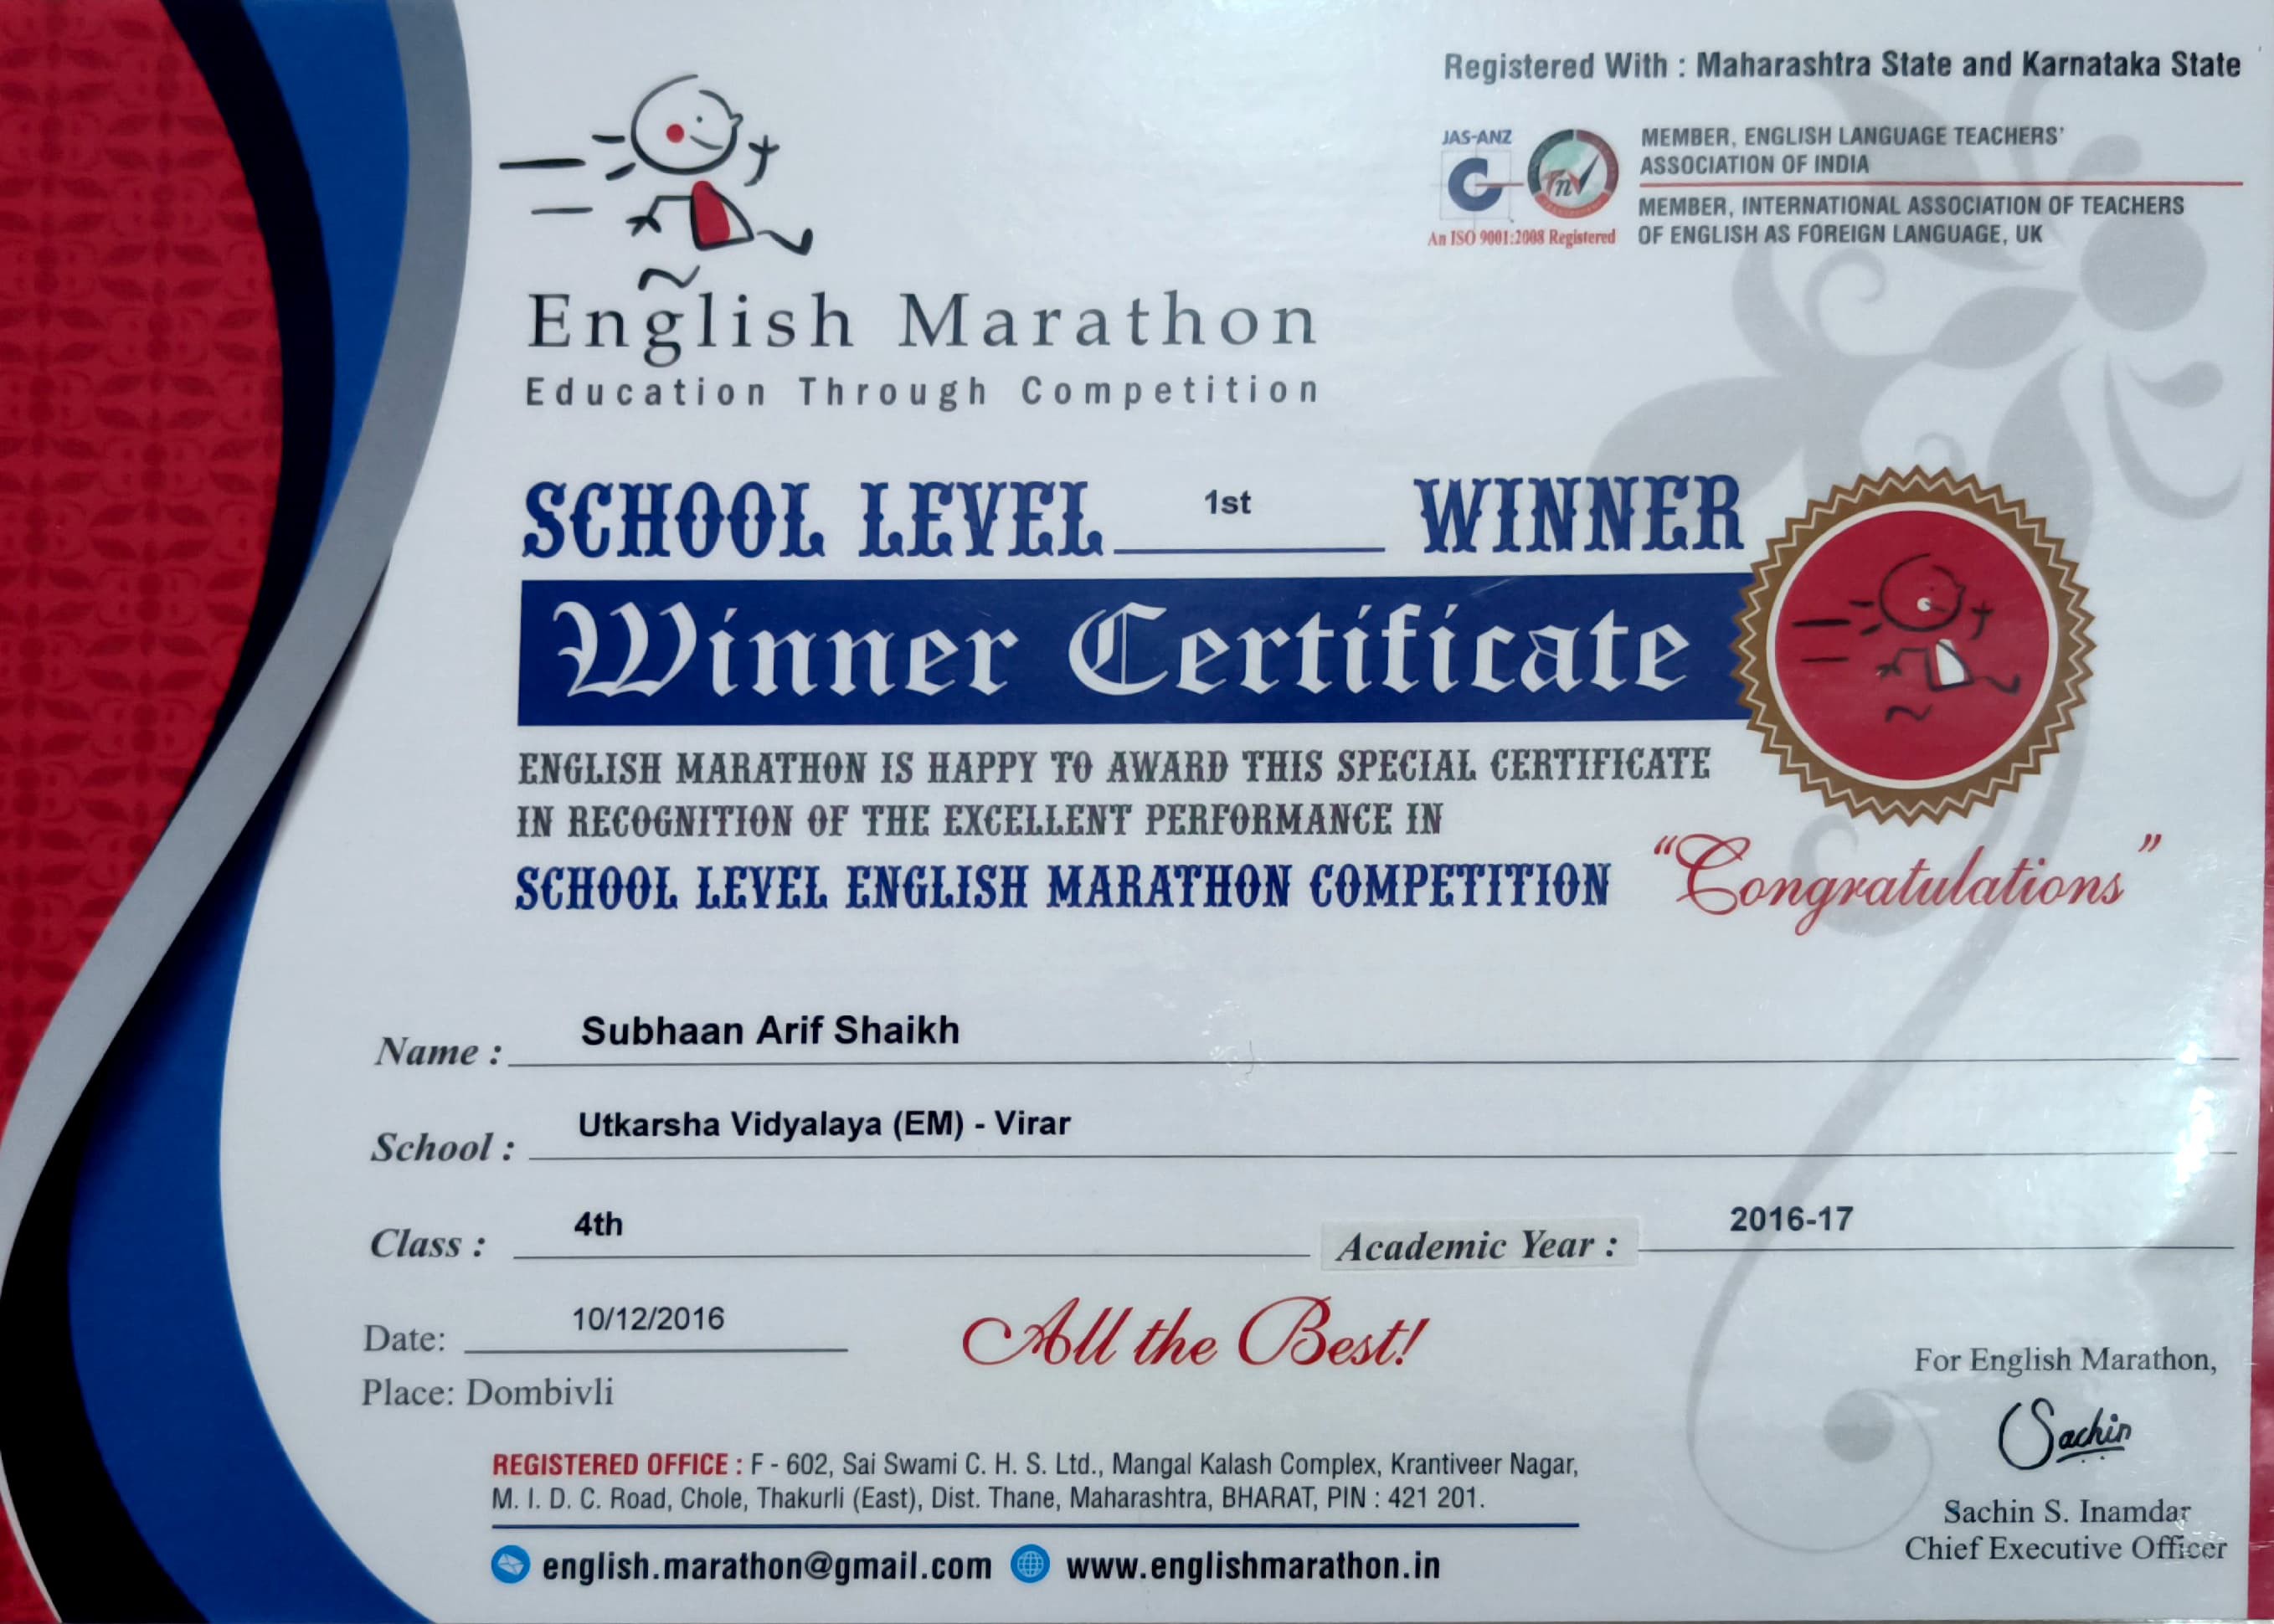 Registered With : Maharashtra State and Karnataka State
JAS-ANZ
An ISO 9001:2008 Registered
MEMBER, ENGLISH LANGUAGE TEACHERS'
ASSOCIATION OF INDIA
MEMBER, INTERNATIONAL ASSOCIATION OF TEACHERS
OF ENGLISH AS FOREIGN LANGUAGE, UK
English Marathon
Education Through Competition
SCHOOL LEVEL 1st WINNER
Winner Certificate
ENGLISH MARATHON IS HAPPY TO AWARD THIS SPECIAL CERTIFICATE
IN RECOGNITION OF THE EXCELLENT PERFORMANCE IN
SCHOOL LEVEL ENGLISH MARATHON COMPETITION "Congratulations"
Name : Subhaan Arif Shaikh
School : Utkarsha Vidyalaya (EM) - Virar
Class : 4th Academic Year : 2016-17
Date: 10/12/2016
All the Best!
Place: Dombivli
For English Marathon,
Sachin
Sachin S. Inamdar
Chief Executive Officer
REGISTERED OFFICE : F - 602, Sai Swami C. H. S. Ltd., Mangal Kalash Complex, Krantiveer Nagar,
M. I. D. C. Road, Chole, Thakurli (East), Dist. Thane, Maharashtra, BHARAT, PIN : 421 201.
english.marathon@gmail.com www.englishmarathon.in